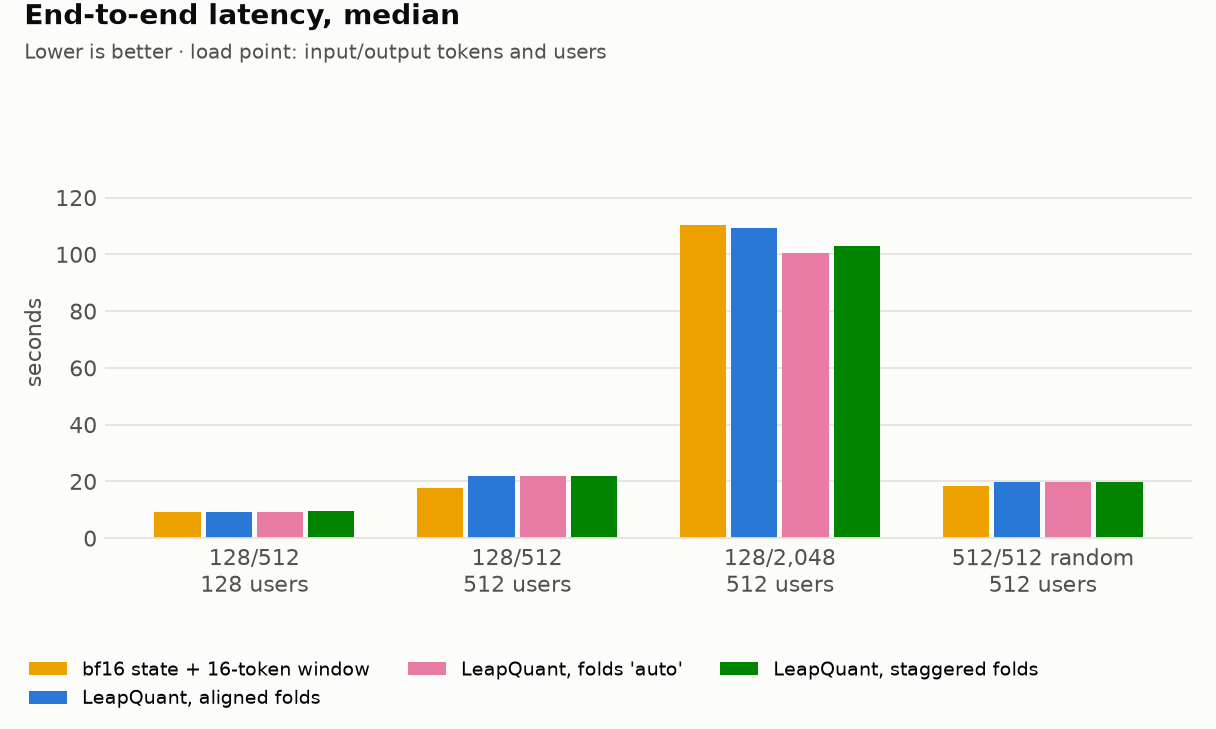 End-to-end latency, median
Lower is better · load point: input/output tokens and users
120
100
80
60
40
20
0
seconds
128/512
128 users
128/512
512 users
128/2,048
512 users
512/512 random
512 users
bf16 state + 16-token window
LeapQuant, aligned folds
LeapQuant, folds 'auto'
LeapQuant, staggered folds